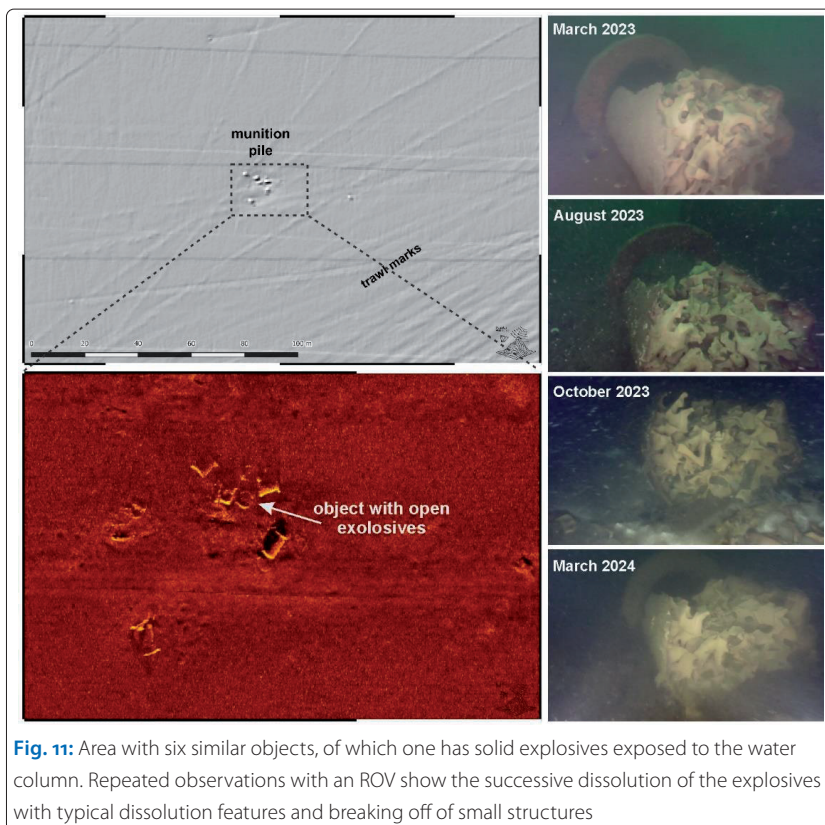 munition
pile
trawl marks
0 20 40 60 80 100 m
object with open
exolosives
March 2023
August 2023
October 2023
March 2024
Fig. 11: Area with six similar objects, of which one has solid explosives exposed to the water
column. Repeated observations with an ROV show the successive dissolution of the explosives
with typical dissolution features and breaking off of small structures